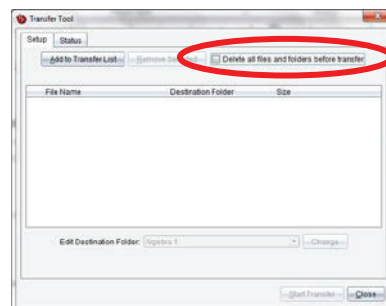 Transfer Tool
Setup Status
Add to Transfer List Remove Selected Delete all files and folders before transfer
File Name Destination Folder Size
Edit Destination Folder: Algebra 1 Change
Start Transfer Close